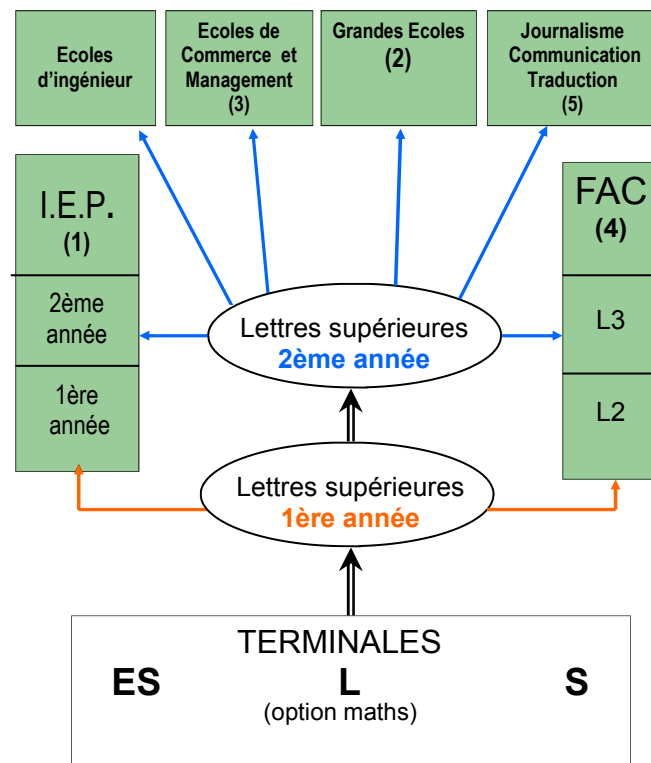 Ecoles
d'ingénieur
Ecoles de
Commerce et
Management
(3)
Grandes Ecoles
(2)
Journalisme
Communication
Traduction
(5)
I.E.P.
(1)
2ème
année
1ère
année
FAC
(4)
L3
L2
Lettres supérieures
2ème année
Lettres supérieures
1ère année
TERMINALES
ES L S
(option maths)